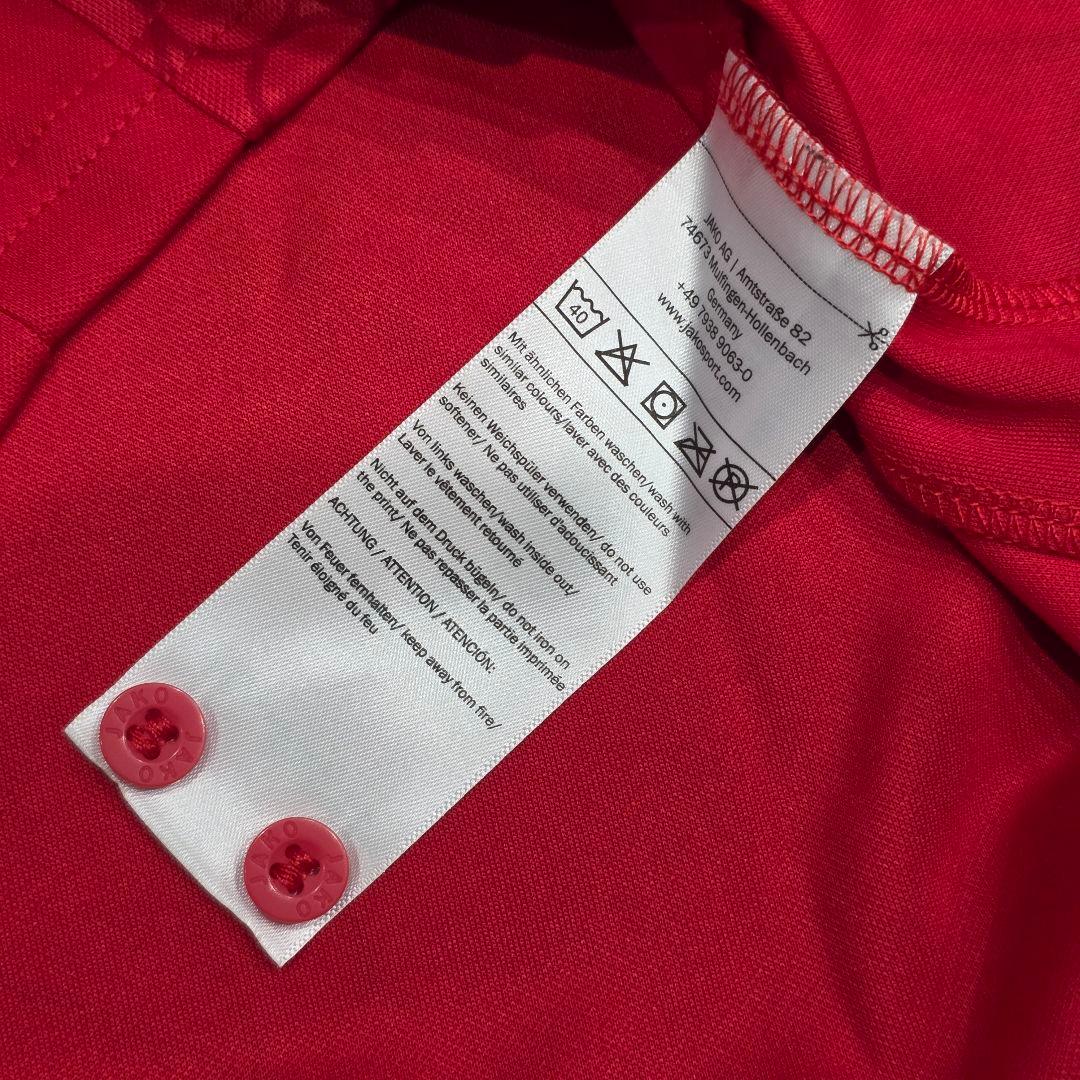 JAKO AG | Amtstraße 82
74673 Mulfingen-Hollenbach
Germany
+49 7938 9063-0
www.jakosport.com
40
P
Mit ähnlichen Farben waschen/wash with
similar colours/laver avec des couleurs
similaires
Keinen Weichspüler verwenden/ do not use
softener/ Ne pas utiliser d'adoucissant
Von links waschen/wash inside out/
Laver le vêtement retourné
Nicht auf dem Druck bügeln/ do not iron on
the print/ Ne pas repasser la partie imprimée
ACHTUNG / ATTENTION / ATENCIÓN:
Von Feuer fernhalten/ keep away from fire/
Tenir éloigné du feu
JAKO JAKO
JAKO JAKO